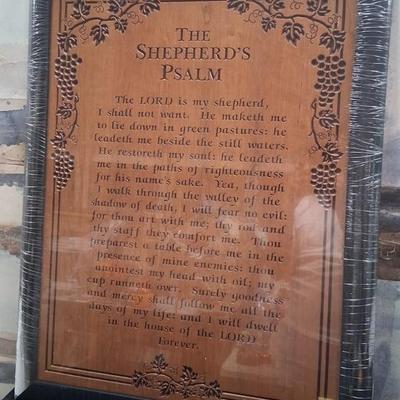 THE
SHEPHERD'S
PSALM
The LORD is my shepherd,
I shall not want. He maketh me
to lie down in green pastures: he
leadeth me beside the still waters.
He restoreth my soul: he leadeth
me in the paths of righteousness
for his name's sake. Yea, though
I walk through the valley of the
shadow of death, I will fear no evil:
for thou art with me; thy rod and
thy staff they comfort me. Thou
preparest a table before me in the
presence of mine enemies: thou
anointest my head with oil; my
cup runneth over. Surely goodness
and mercy shall follow me all the
days of my life: and I will dwell
in the house of the LORD
Forever.